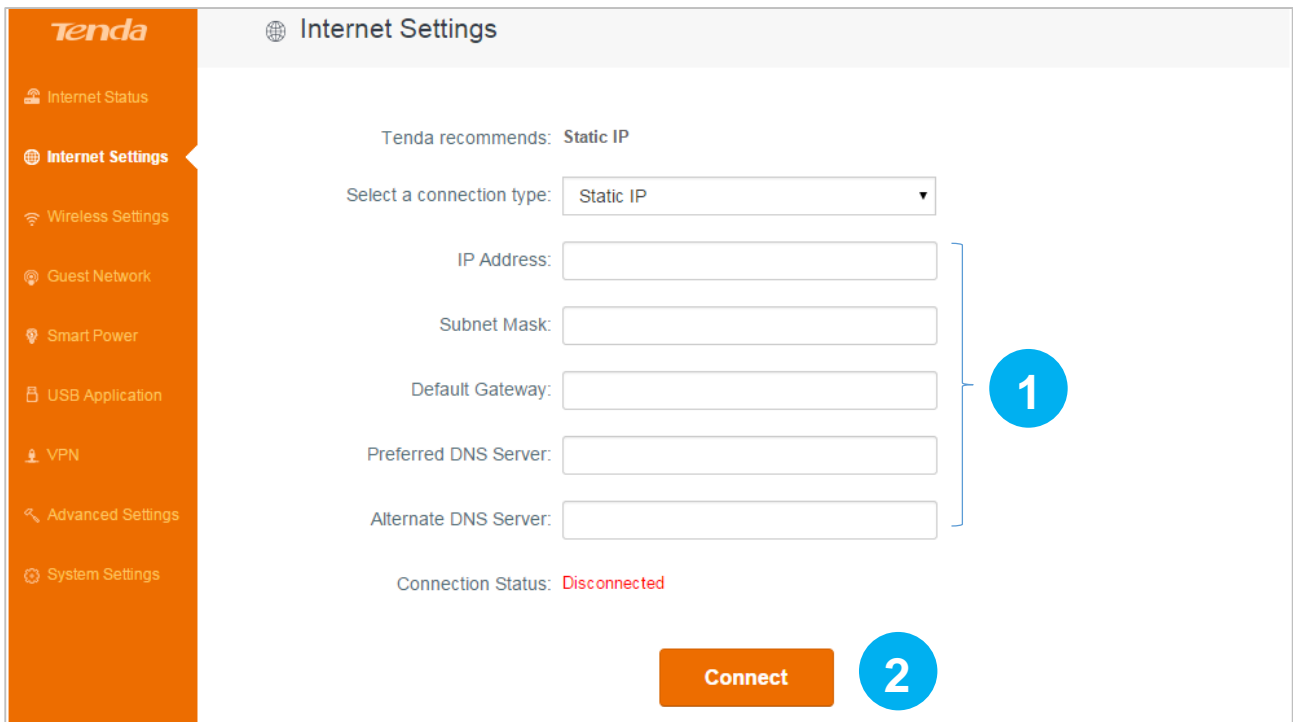 Tenda
Internet Settings
Internet Status
Internet Settings
Wireless Settings
Guest Network
Smart Power
USB Application
VPN
Advanced Settings
System Settings
Tenda recommends: Static IP
Select a connection type: Static IP
IP Address:
Subnet Mask:
Default Gateway:
1
Preferred DNS Server:
Alternate DNS Server:
Connection Status: Disconnected
Connect
2